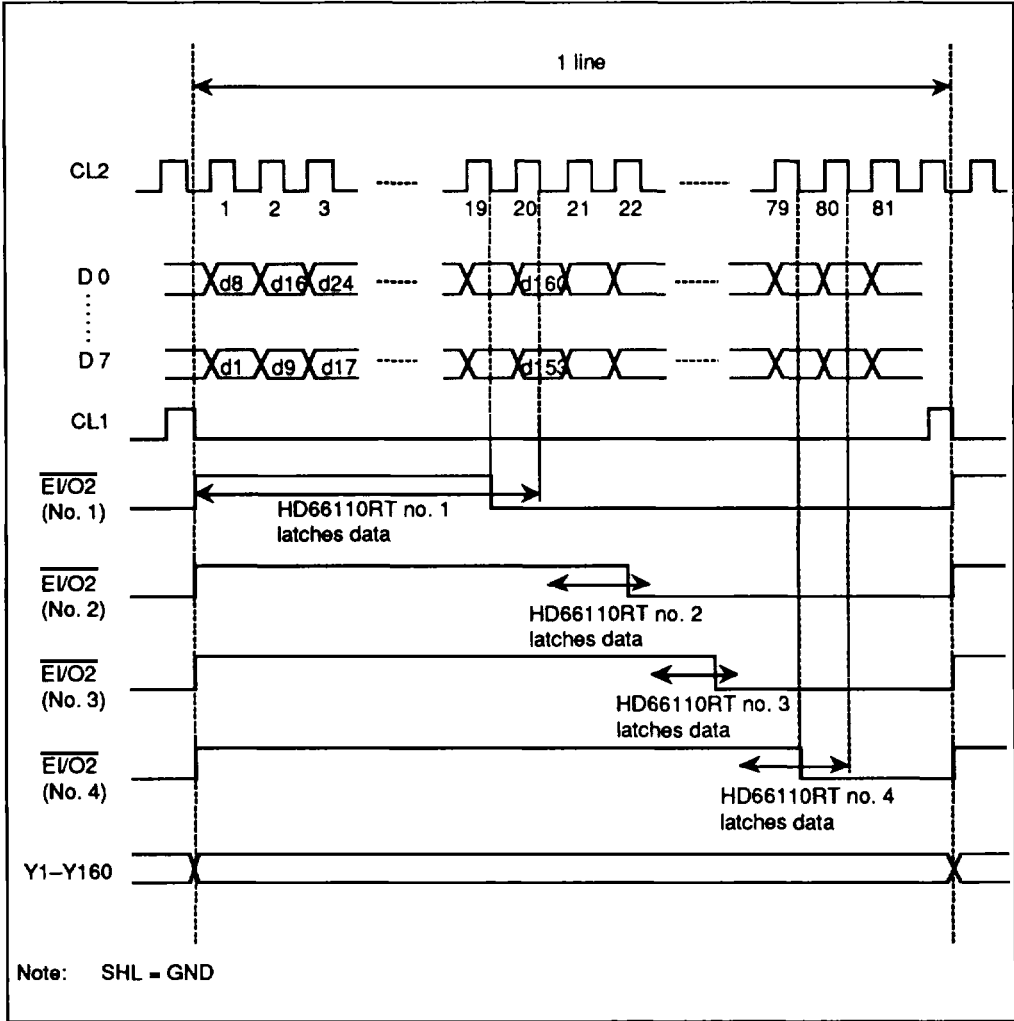 1 line
CL2
1 2 3 19 20 21 22 79 80 81
D 0
d8 d16 d24 d160
D 7
d1 d9 d17 d153
CL1
EI/O2
(No. 1)
HD66110RT no. 1
latches data
EI/O2
(No. 2)
HD66110RT no. 2
latches data
EI/O2
(No. 3)
HD66110RT no. 3
latches data
EI/O2
(No. 4)
HD66110RT no. 4
latches data
Y1–Y160
Note: SHL = GND